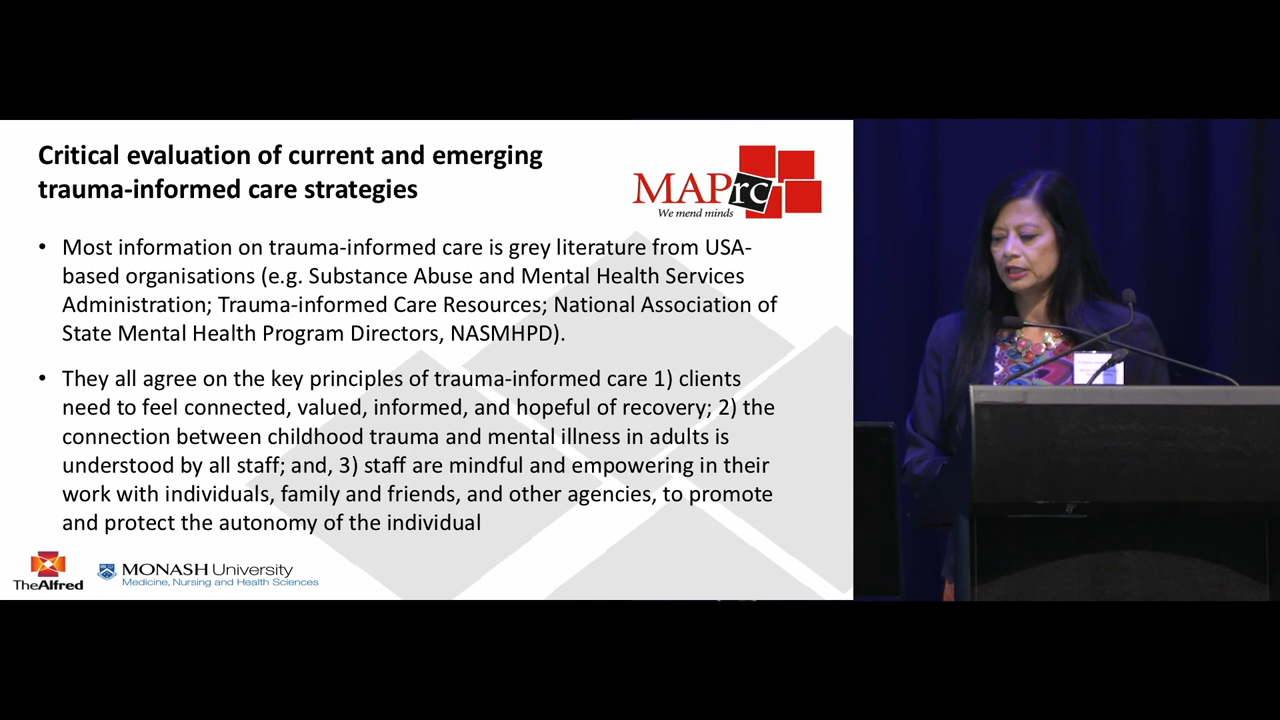 Critical evaluation of current and emerging
trauma-informed care strategies
MAPrc
We mend minds
• Most information on trauma-informed care is grey literature from USA-
based organisations (e.g. Substance Abuse and Mental Health Services
Administration; Trauma-informed Care Resources; National Association of
State Mental Health Program Directors, NASMHPD).
• They all agree on the key principles of trauma-informed care 1) clients
need to feel connected, valued, informed, and hopeful of recovery; 2) the
connection between childhood trauma and mental illness in adults is
understood by all staff; and, 3) staff are mindful and empowering in their
work with individuals, family and friends, and other agencies, to promote
and protect the autonomy of the individual
TheAlfred
MONASH University
Medicine, Nursing and Health Sciences